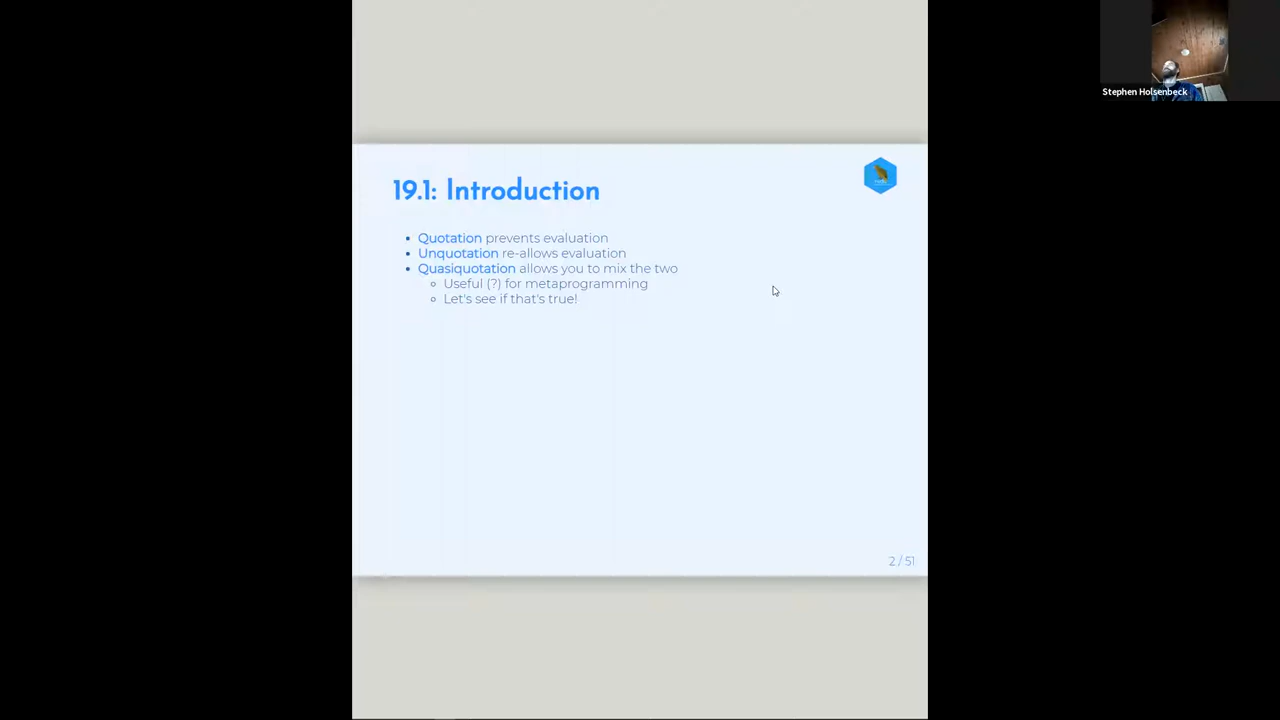 Stephen Holsenbeck
19.1: Introduction
Quotation prevents evaluation
Unquotation re-allows evaluation
Quasiquotation allows you to mix the two
Useful (?) for metaprogramming
Let's see if that's true!
2 / 51